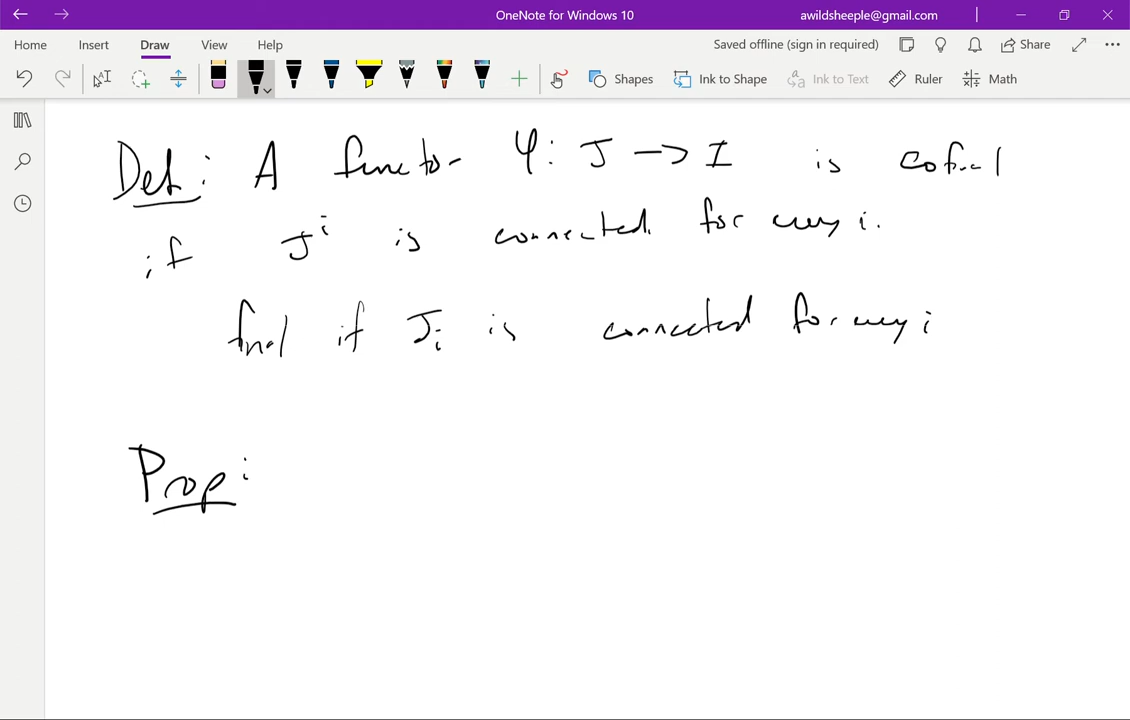 OneNote for Windows 10
awildsheeple@gmail.com
Home Insert Draw View Help
Saved offline (sign in required)
Share
Shapes
Ink to Shape
Ink to Text
Ruler
Math
Def: A functor φ: J → I is cofinal
if J^i is connected for every i.
final if J_i is connected for every i
Prop: